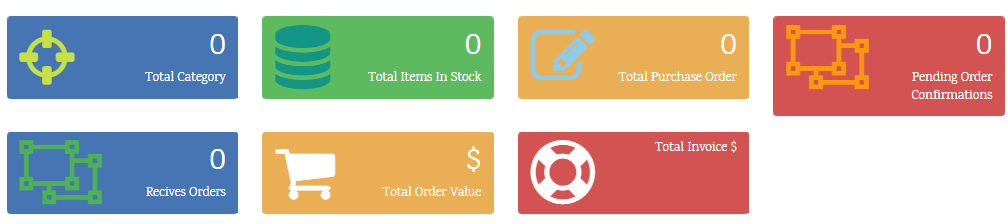 0
Total Category
0
Total Items In Stock
0
Total Purchase Order
0
Pending Order
Confirmations
0
Recives Orders
$
Total Order Value
Total Invoice $